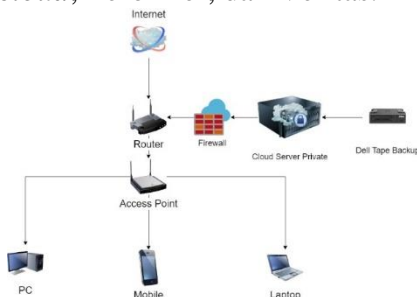 Internet
Router
Firewall
Cloud Server Private
Dell Tape Backup
Access Point
PC
Mobile
Laptop